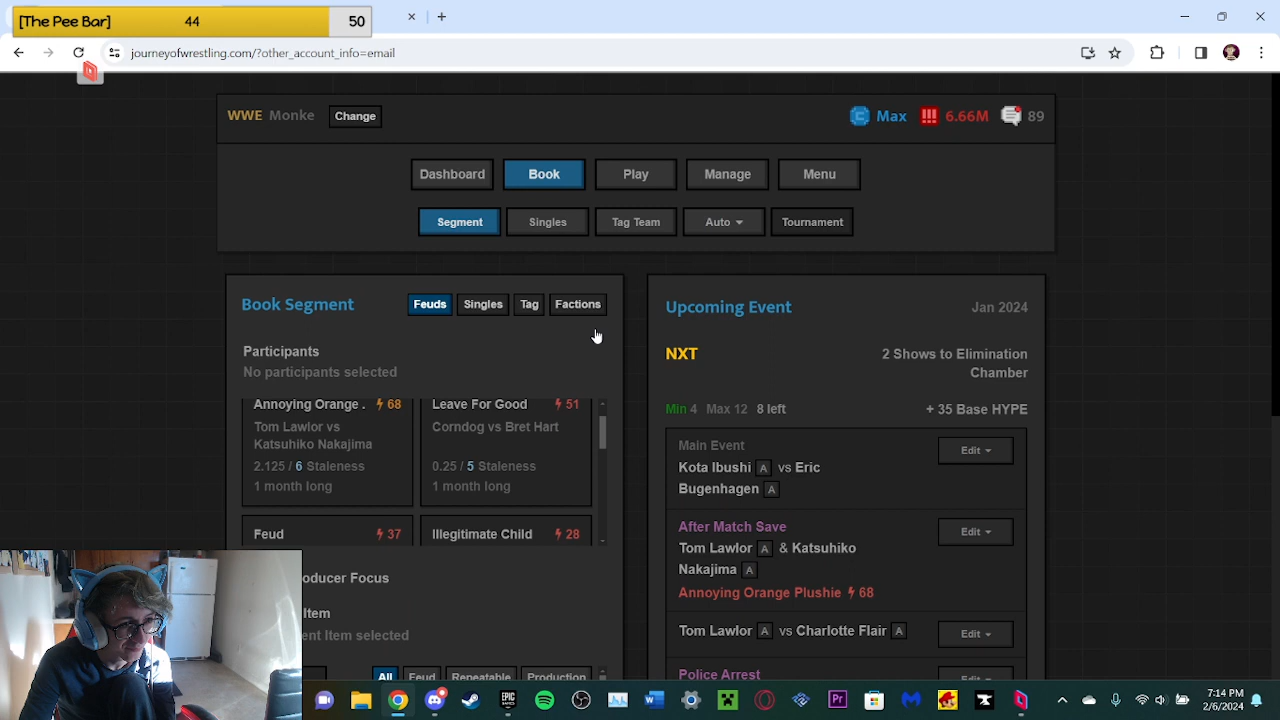 [The Pee Bar] 44 50
journeyofwrestling.com/?other_account_info=email
WWE Monke Change Max 6.66M 89
Dashboard Book Play Manage Menu
Segment Singles Tag Team Auto Tournament
Book Segment Feuds Singles Tag Factions
Participants
No participants selected
Annoying Orange . 68
Tom Lawlor vs
Katsuhiko Nakajima
2.125 / 6 Staleness
1 month long
Leave For Good 51
Corndog vs Bret Hart
0.25 / 5 Staleness
1 month long
Feud 37
Illegitimate Child 28
oducer Focus
Item
ent Item selected
All Feud Repeatable Production
Upcoming Event Jan 2024
NXT 2 Shows to Elimination
Chamber
Min 4 Max 12 8 left + 35 Base HYPE
Main Event Edit
Kota Ibushi A vs Eric
Bugenhagen A
After Match Save Edit
Tom Lawlor A & Katsuhiko
Nakajima A
Annoying Orange Plushie 68
Tom Lawlor A vs Charlotte Flair A Edit
Police Arrest Edit
7:14 PM
2/6/2024